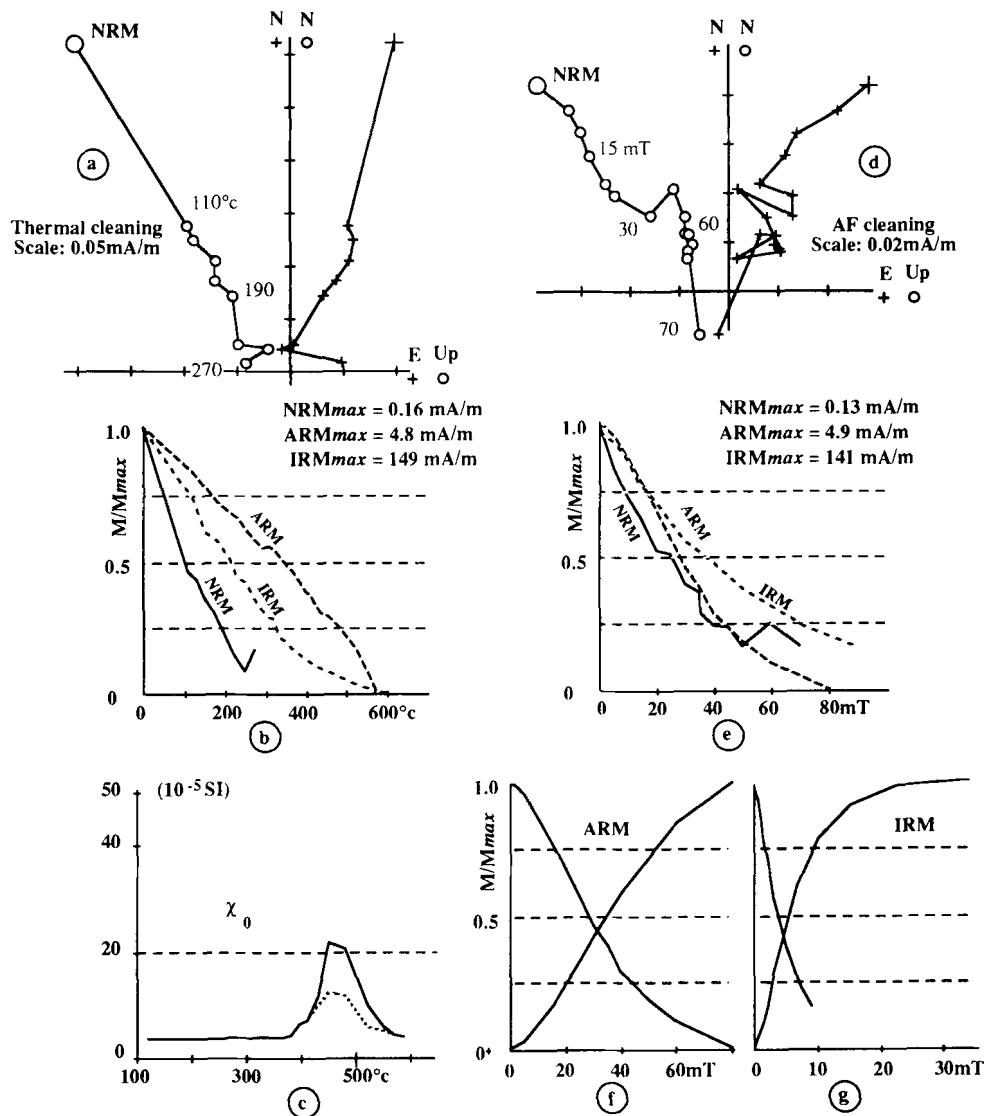 NRM
N N
110°c
a
Thermal cleaning
Scale: 0.05mA/m
190
270
E Up
N N
NRM
15 mT
d
30
60
AF cleaning
Scale: 0.02mA/m
E Up
70
NRMmax = 0.16 mA/m
ARMmax = 4.8 mA/m
IRMmax = 149 mA/m
1.0
M/Mmax
0.5
0
ARM
NRM
IRM
0 200 400 600°c
b
NRMmax = 0.13 mA/m
ARMmax = 4.9 mA/m
IRMmax = 141 mA/m
1.0
M/Mmax
0.5
0
NRM
ARM
IRM
0 20 40 60 80mT
e
50
(10 -5 SI)
40
χ 0
20
0
100 300 500°c
c
1.0
M/Mmax
0.5
0+
ARM
0 20 40 60mT
f
IRM
0 10 20 30mT
g